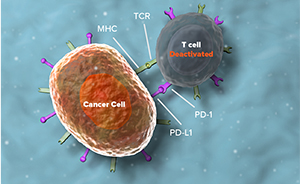 TCR
MHC
T cell
Deactivated
Cancer Cell
PD-1
PD-L1